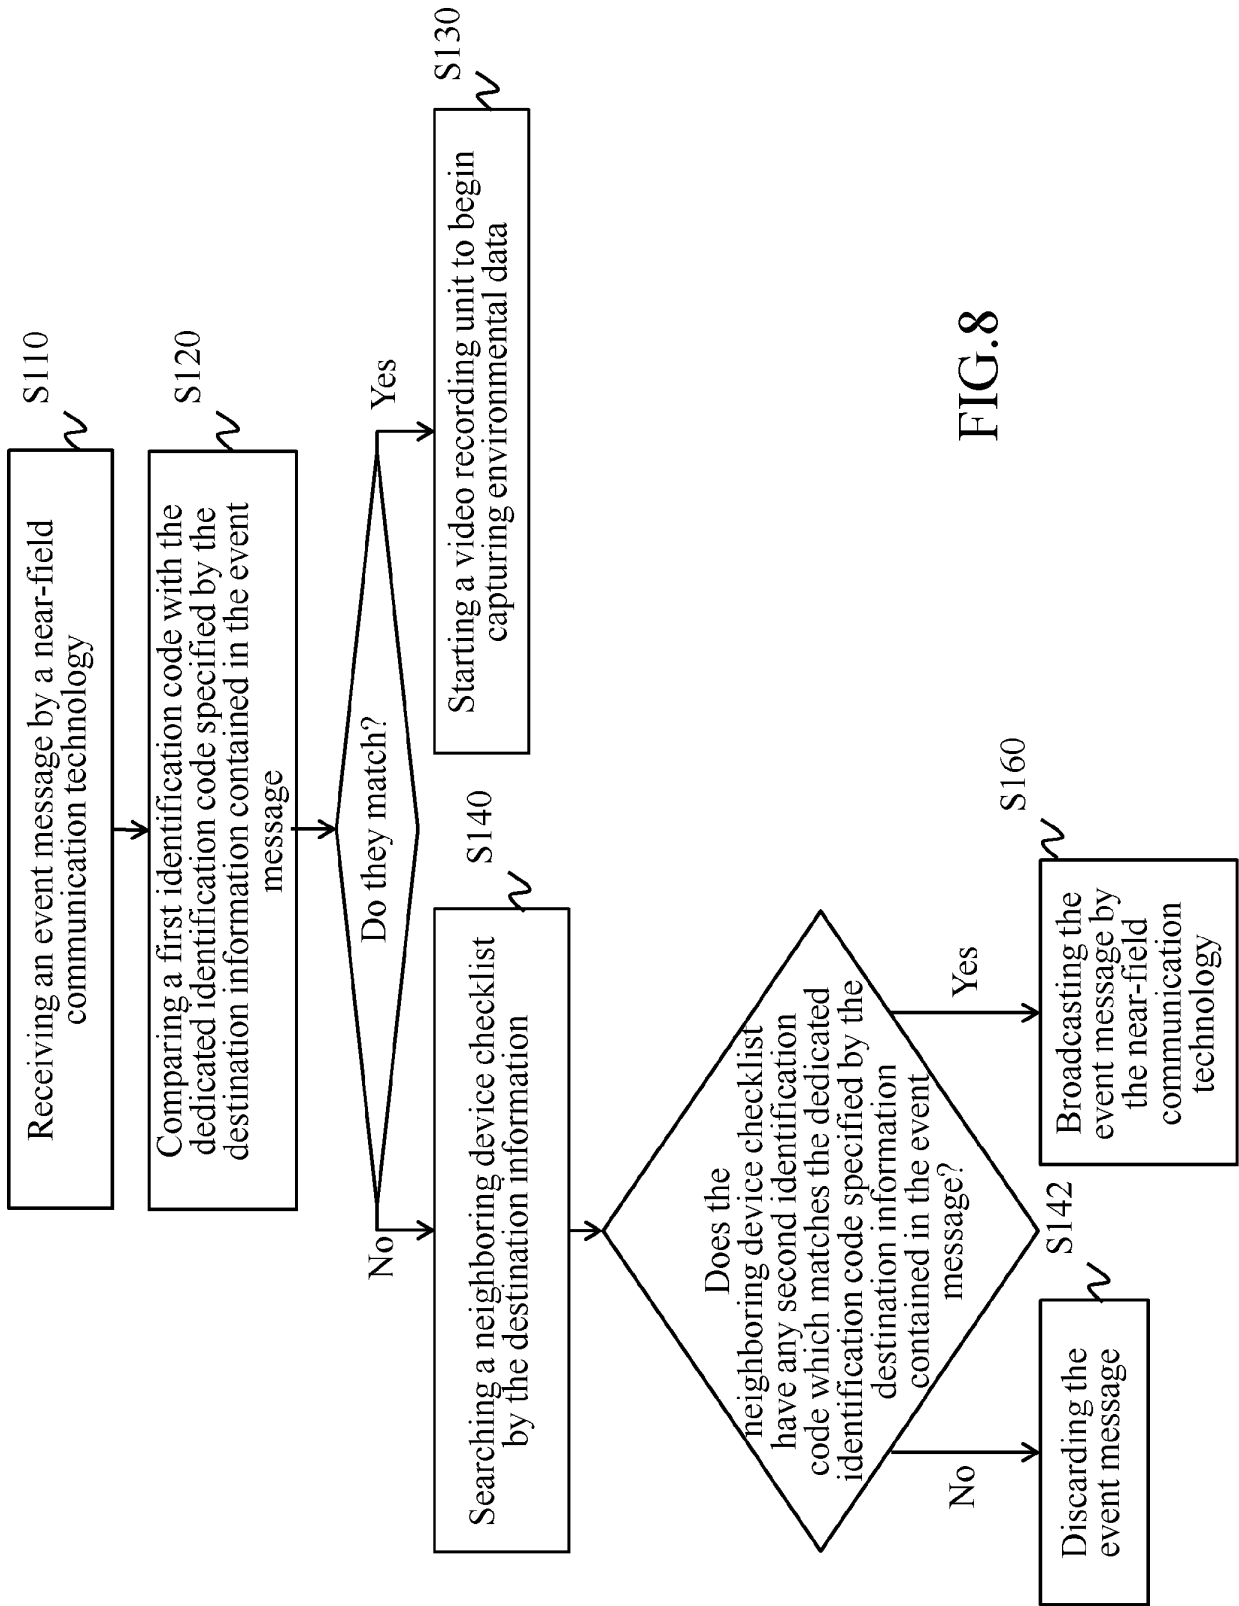 Receiving an event message by a near-field
communication technology
S110
Comparing a first identification code with the
dedicated identification code specified by the
destination information contained in the event
message
S120
Do they match?
Yes
No
Starting a video recording unit to begin
capturing environmental data
S130
Searching a neighboring device checklist
by the destination information
S140
Does the
neighboring device checklist
have any second identification
code which matches the dedicated
identification code specified by the
destination information
contained in the event
message?
No
Yes
Discarding the
event message
S142
Broadcasting the
event message by
the near-field
communication
technology
S160
FIG.8